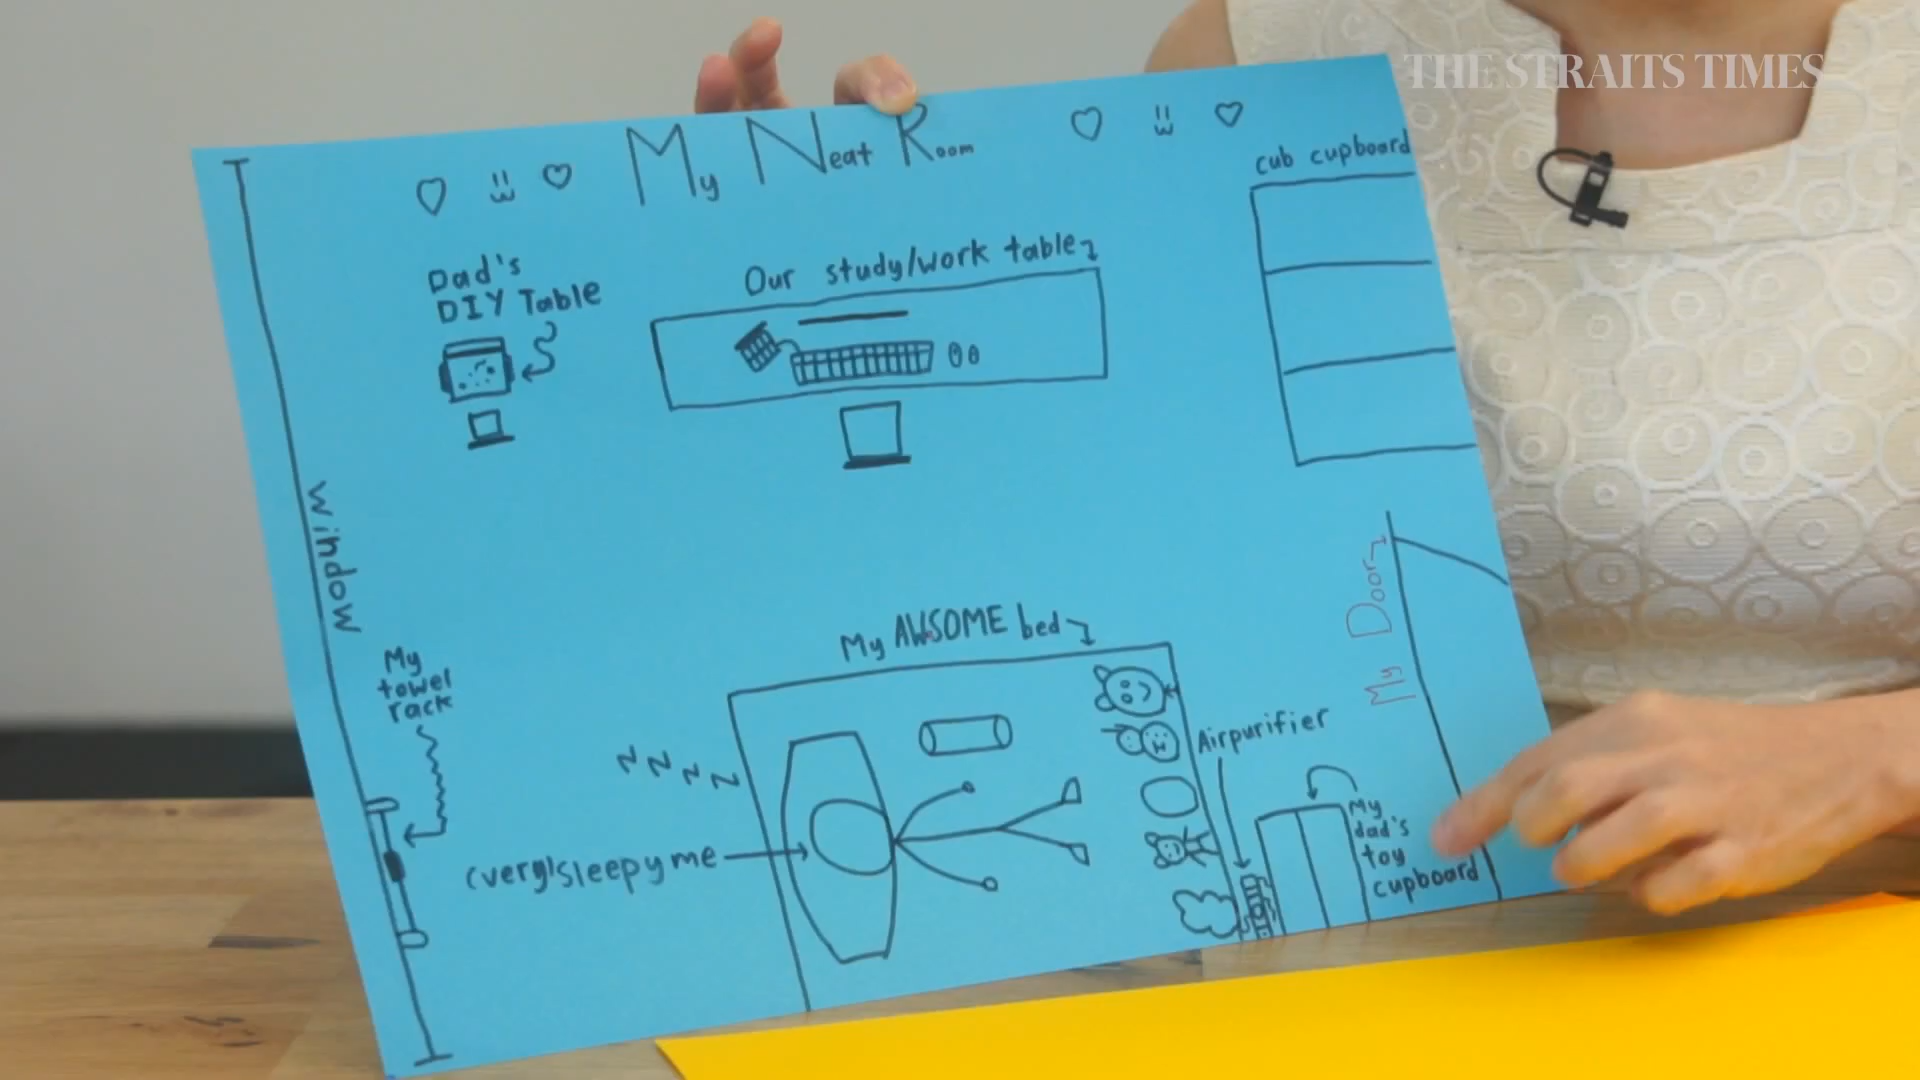 THE STRAITS TIMES
My Neat Room
cub cupboard
Dad's
DIY Table
Our study/work table
Window
My Door
My
towel
rack
My AWSOME bed
z z z z
Airpurifier
(very) sleepy me
My
dad's
toy
cupboard